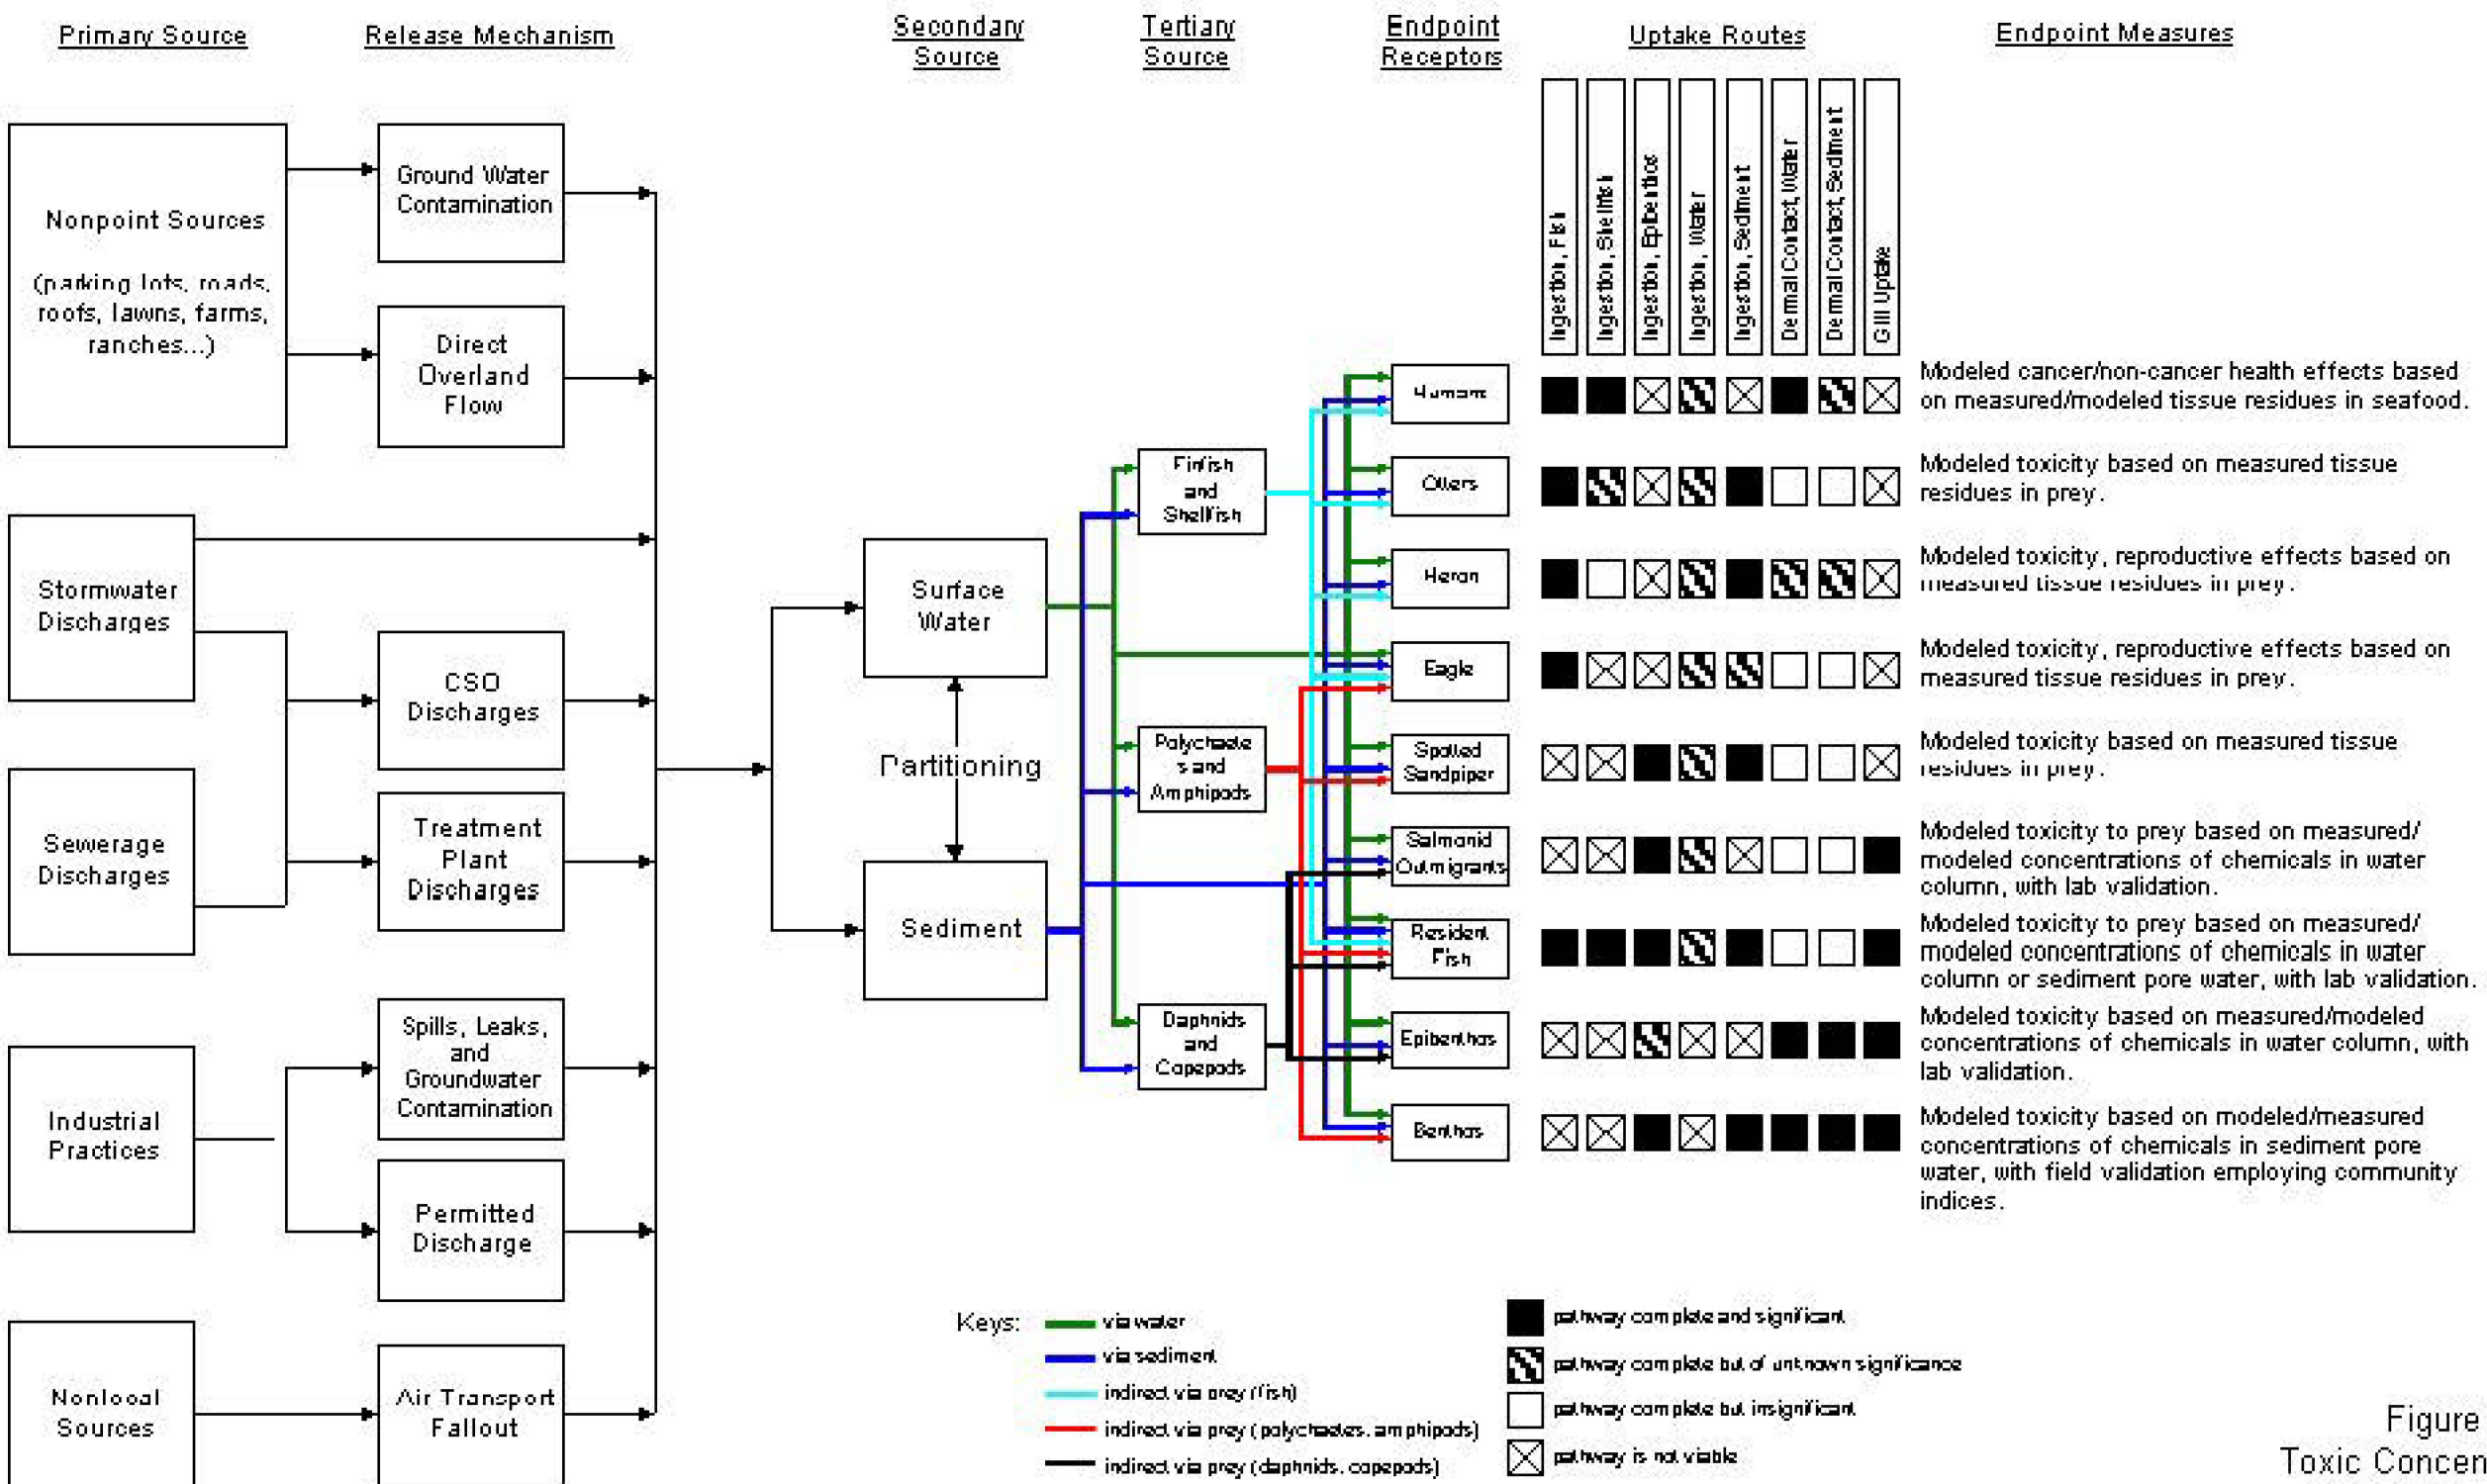 Primary Source
Release Mechanism
Secondary
Source
Tertiary
Source
Endpoint
Receptors
Uptake Routes
Endpoint Measures
Nonpoint Sources
(parking lots, roads,
roofs, lawns, farms,
ranches...)
Stormwater
Discharges
Sewerage
Discharges
Industrial
Practices
Nonlocal
Sources
Ground Water
Contamination
Direct
Overland
Flow
CSO
Discharges
Treatment
Plant
Discharges
Spills, Leaks,
and
Groundwater
Contamination
Permitted
Discharge
Air Transport
Fallout
Surface
Water
Partitioning
Sediment
Finfish
and
Shellfish
Polychaete
s and
Amphipods
Daphnids
and
Copepods
Humans
Otters
Heron
Eagle
Spotted
Sandpiper
Salmonid
Outmigrants
Resident
Fish
Epibenthos
Benthos
Ingestion, Fish
Ingestion, Shellfish
Ingestion, Epibenthos
Ingestion, Water
Ingestion, Sediment
Dermal Contact, Water
Dermal Contact, Sediment
Gill Uptake
Modeled cancer/non-cancer health effects based
on measured/modeled tissue residues in seafood.
Modeled toxicity based on measured tissue
residues in prey.
Modeled toxicity, reproductive effects based on
measured tissue residues in prey.
Modeled toxicity, reproductive effects based on
measured tissue residues in prey.
Modeled toxicity based on measured tissue
residues in prey.
Modeled toxicity to prey based on measured/
modeled concentrations of chemicals in water
column, with lab validation.
Modeled toxicity to prey based on measured/
modeled concentrations of chemicals in water
column or sediment pore water, with lab validation.
Modeled toxicity based on measured/modeled
concentrations of chemicals in water column, with
lab validation.
Modeled toxicity based on modeled/measured
concentrations of chemicals in sediment pore
water, with field validation employing community
indices.
Keys:
via water
via sediment
indirect via prey (fish)
indirect via prey (polychaetes, amphipods)
indirect via prey (daphnids, copepods)
pathway complete and significant
pathway complete but of unknown significance
pathway complete but insignificant
pathway is not viable
Figure
Toxic Concen